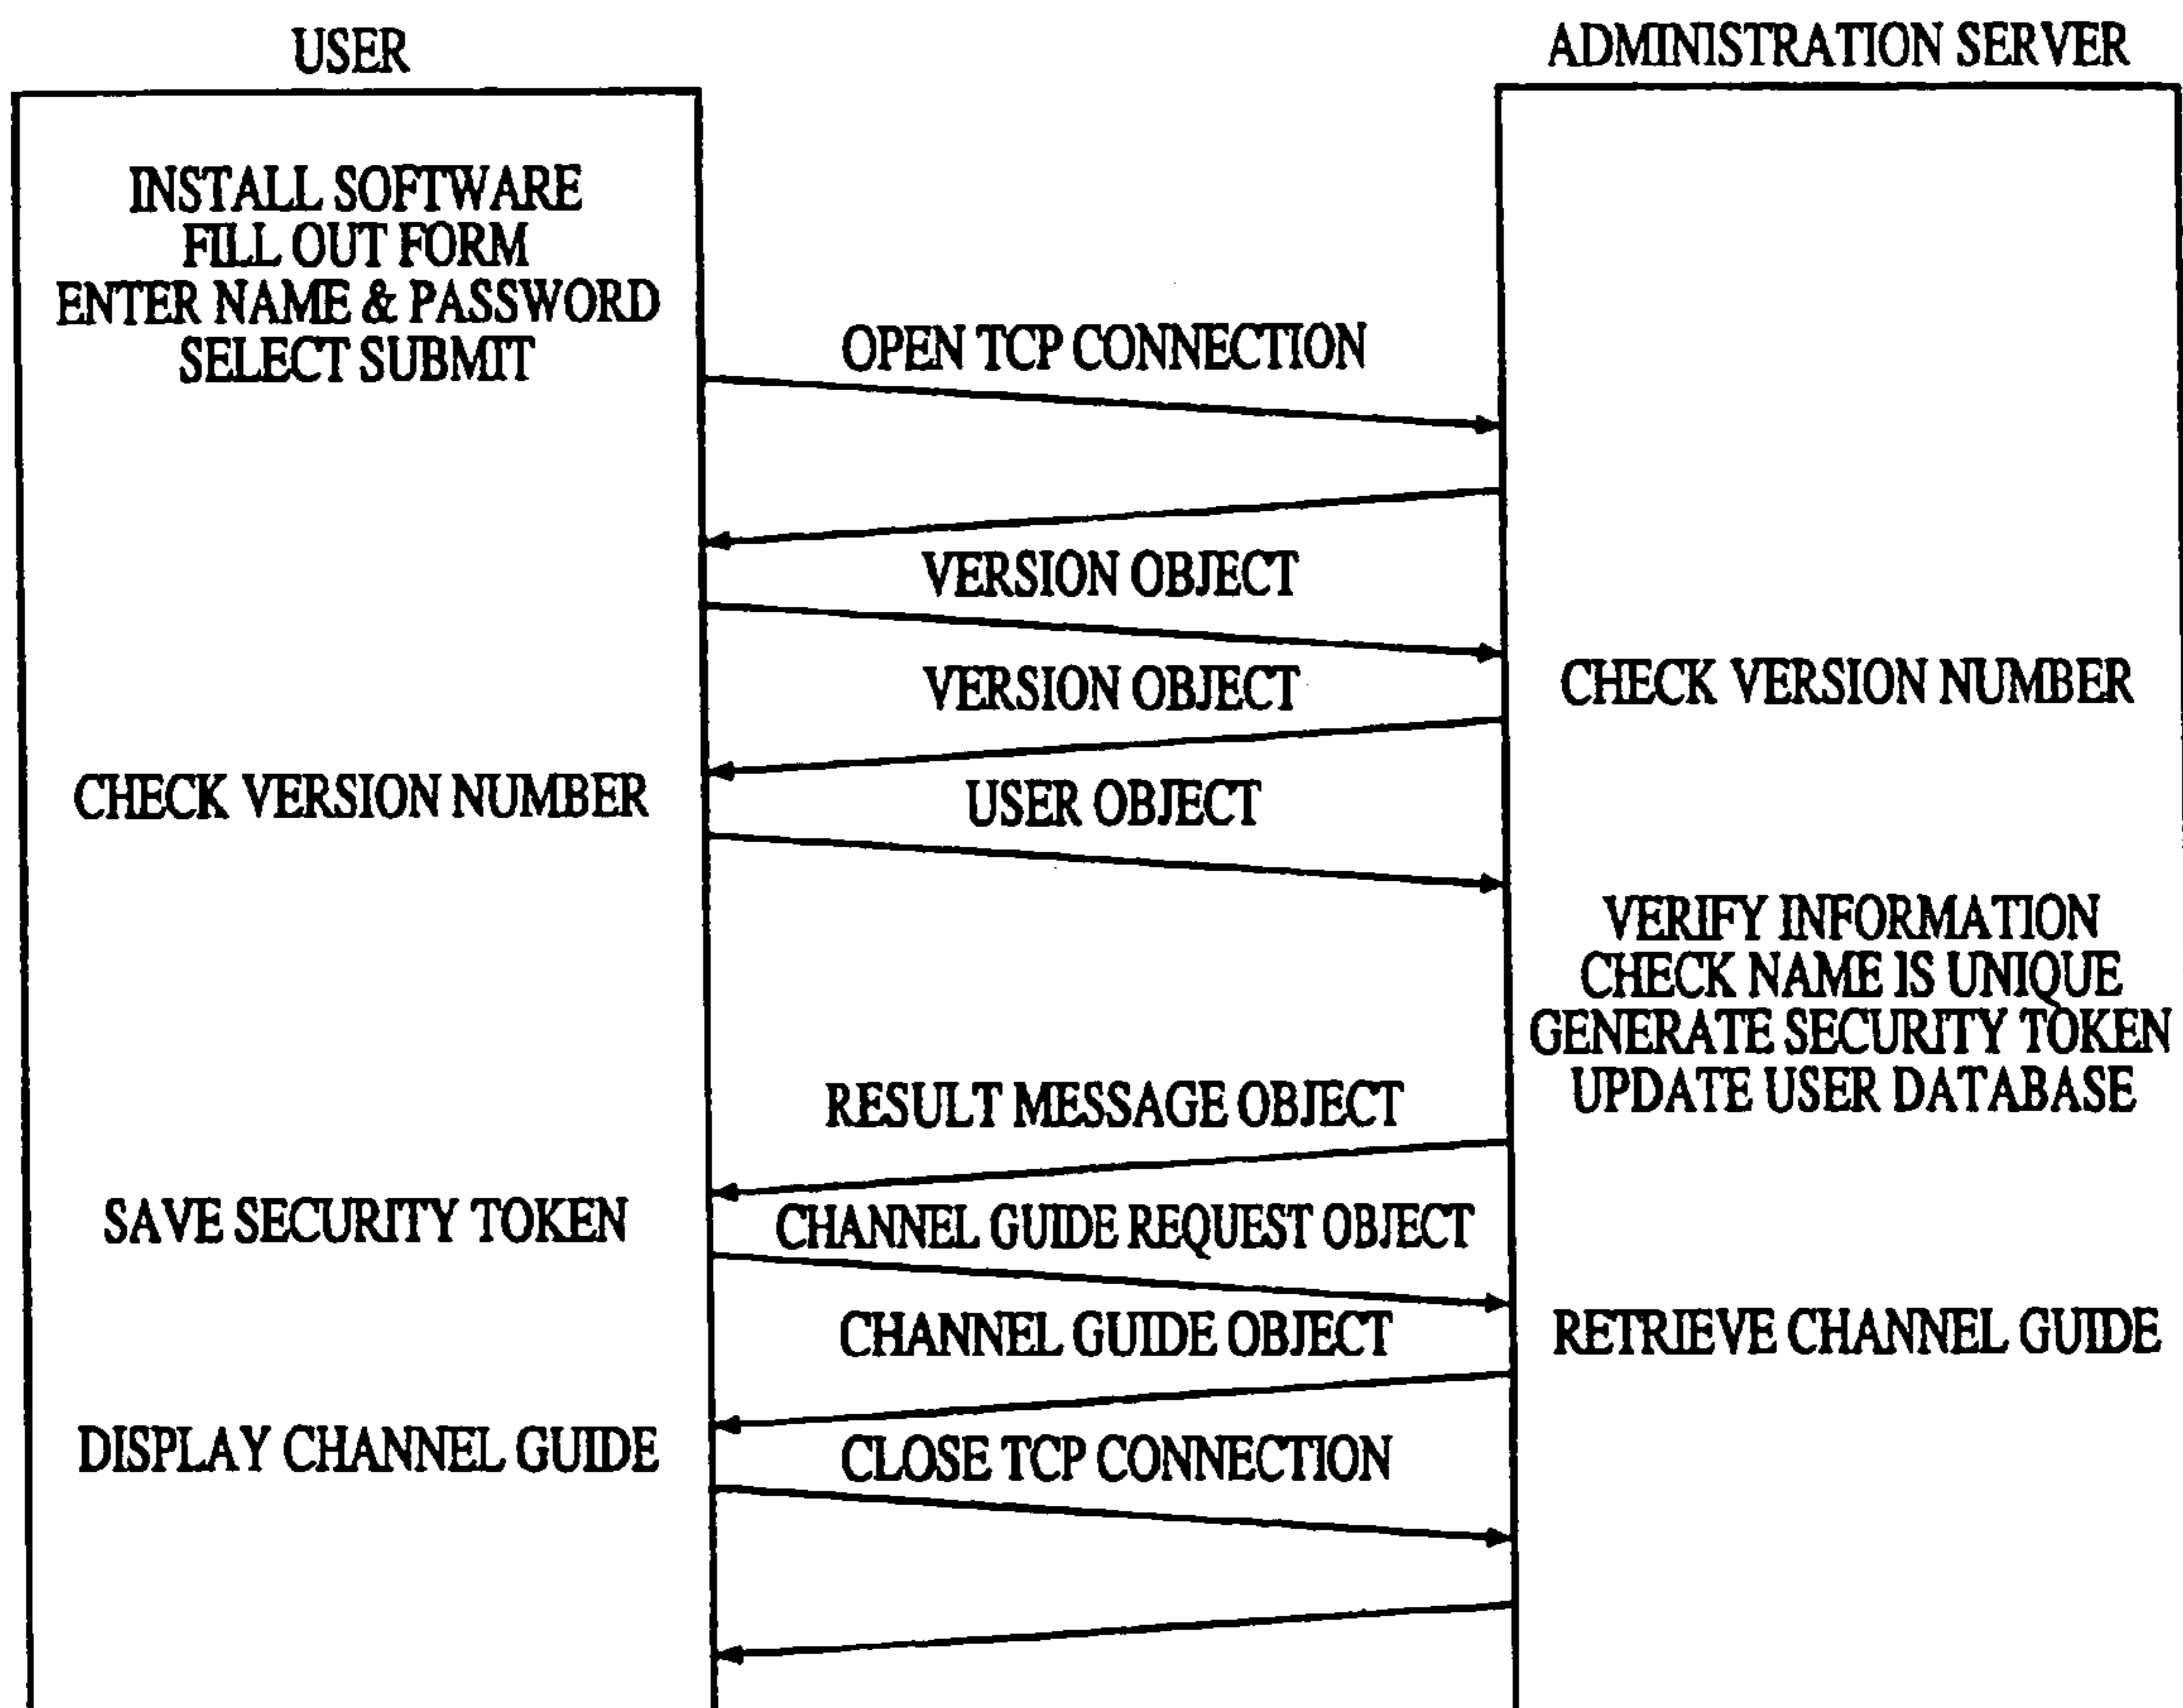 USER
ADMINISTRATION SERVER
INSTALL SOFTWARE
FILL OUT FORM
ENTER NAME & PASSWORD
SELECT SUBMIT
OPEN TCP CONNECTION
VERSION OBJECT
VERSION OBJECT
CHECK VERSION NUMBER
CHECK VERSION NUMBER
USER OBJECT
VERIFY INFORMATION
CHECK NAME IS UNIQUE
GENERATE SECURITY TOKEN
UPDATE USER DATABASE
RESULT MESSAGE OBJECT
SAVE SECURITY TOKEN
CHANNEL GUIDE REQUEST OBJECT
CHANNEL GUIDE OBJECT
RETRIEVE CHANNEL GUIDE
DISPLAY CHANNEL GUIDE
CLOSE TCP CONNECTION